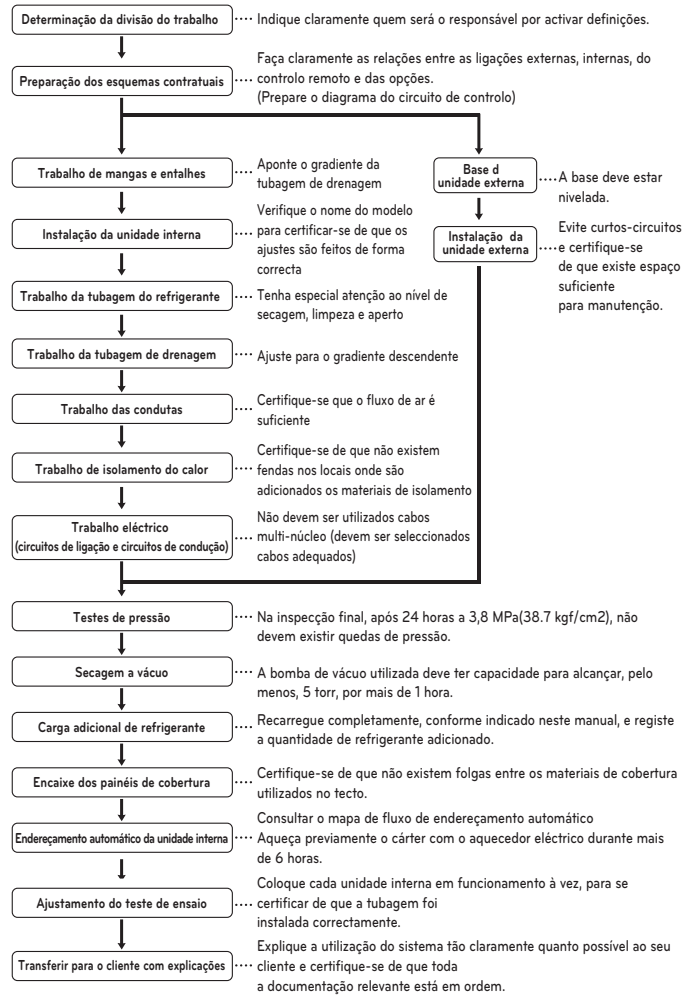 Determinação da divisão do trabalho
Indique claramente quem será o responsável por activar definições.
Preparação dos esquemas contratuais
Faça claramente as relações entre as ligações externas, internas, do
controlo remoto e das opções.
(Prepare o diagrama do circuito de controlo)
Trabalho de mangas e entalhes
Aponte o gradiente da
tubagem de drenagem
Base d
unidade externa
A base deve estar
nivelada.
Instalação da unidade interna
Verifique o nome do modelo
para certificar-se de que os
ajustes são feitos de forma
correcta
Instalação da
unidade externa
Evite curtos-circuitos
e certifique-se
de que existe espaço
suficiente
para manutenção.
Trabalho da tubagem do refrigerante
Tenha especial atenção ao nível de
secagem, limpeza e aperto
Trabalho da tubagem de drenagem
Ajuste para o gradiente descendente
Trabalho das condutas
Certifique-se que o fluxo de ar é
suficiente
Trabalho de isolamento do calor
Certifique-se de que não existem
fendas nos locais onde são
adicionados os materiais de isolamento
Trabalho eléctrico
(circuitos de ligação e circuitos de condução)
Não devem ser utilizados cabos
multi-núcleo (devem ser seleccionados
cabos adequados)
Testes de pressão
Na inspecção final, após 24 horas a 3,8 MPa(38.7 kgf/cm2), não
devem existir quedas de pressão.
Secagem a vácuo
A bomba de vácuo utilizada deve ter capacidade para alcançar, pelo
menos, 5 torr, por mais de 1 hora.
Carga adicional de refrigerante
Recarregue completamente, conforme indicado neste manual, e registe
a quantidade de refrigerante adicionado.
Encaixe dos painéis de cobertura
Certifique-se de que não existem folgas entre os materiais de cobertura
utilizados no tecto.
Endereçamento automático da unidade interna
Consultar o mapa de fluxo de endereçamento automático
Aqueça previamente o cárter com o aquecedor eléctrico durante mais
de 6 horas.
Ajustamento do teste de ensaio
Coloque cada unidade interna em funcionamento à vez, para se
certificar de que a tubagem foi
instalada correctamente.
Transferir para o cliente com explicações
Explique a utilização do sistema tão claramente quanto possível ao seu
cliente e certifique-se de que toda
a documentação relevante está em ordem.